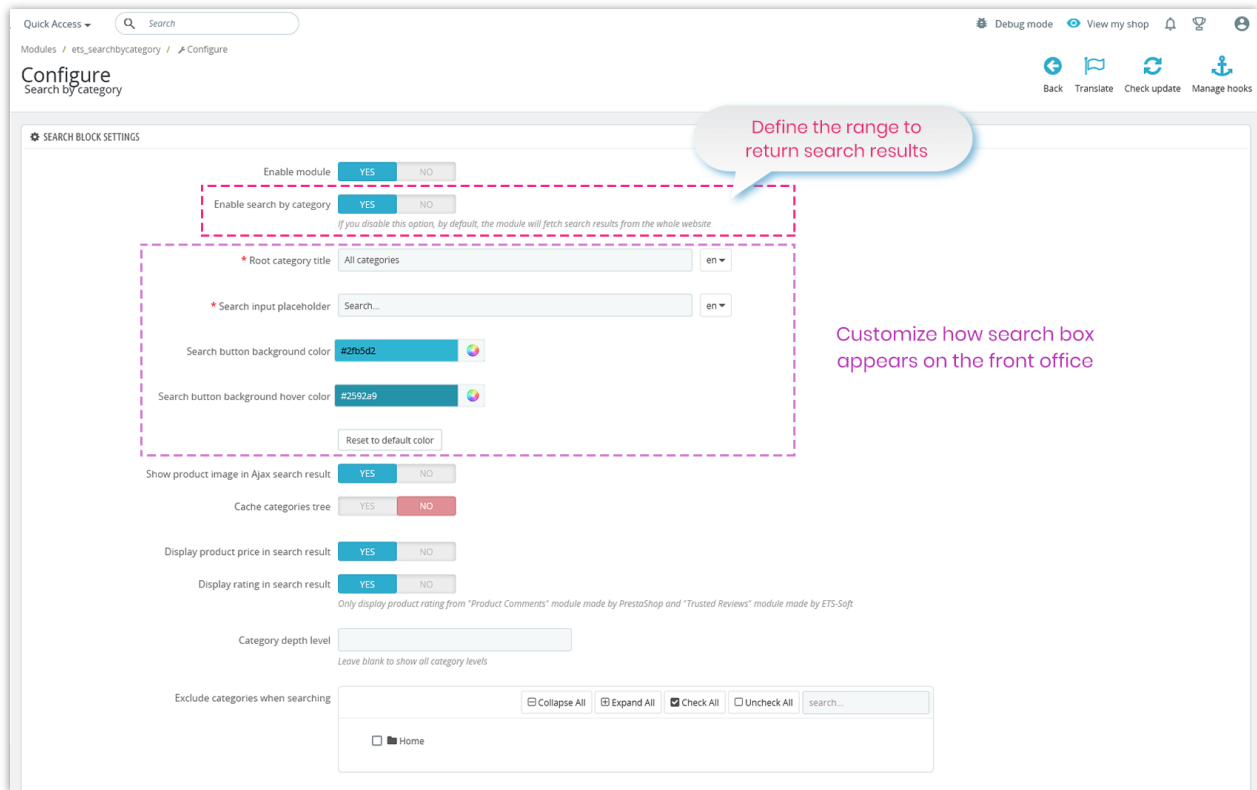 Quick Access
Search
Debug mode
View my shop
Modules / ets_searchbycategory / Configure
Configure
Search by category
Back
Translate
Check update
Manage hooks
SEARCH BLOCK SETTINGS
Define the range to
return search results
Enable module YES NO
Enable search by category YES NO
If you disable this option, by default, the module will fetch search results from the whole website
* Root category title All categories en
* Search input placeholder Search... en
Search button background color #2fb5d2
Search button background hover color #2592a9
Reset to default color
Customize how search box
appears on the front office
Show product image in Ajax search result YES NO
Cache categories tree YES NO
Display product price in search result YES NO
Display rating in search result YES NO
Only display product rating from "Product Comments" module made by PrestaShop and "Trusted Reviews" module made by ETS-Soft
Category depth level
Leave blank to show all category levels
Exclude categories when searching
Collapse All Expand All Check All Uncheck All search...
Home